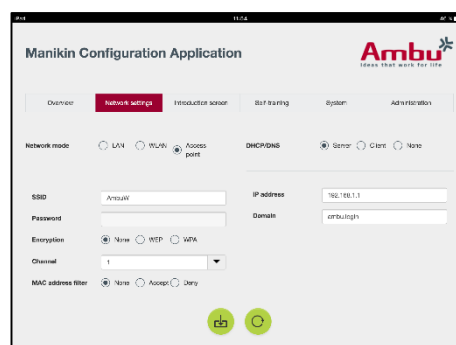 iPad 11:54
Manikin Configuration Application
Ambu
Ideas that work for life
Overview Network settings Introduction screen Self-training System Administration
Network mode LAN WLAN Access point DHCP/DNS Server Client None
SSID AmbuW IP address 192.168.1.1
Password Domain ambu.login
Encryption None WEP WPA
Channel 1
MAC address filter None Accept Deny